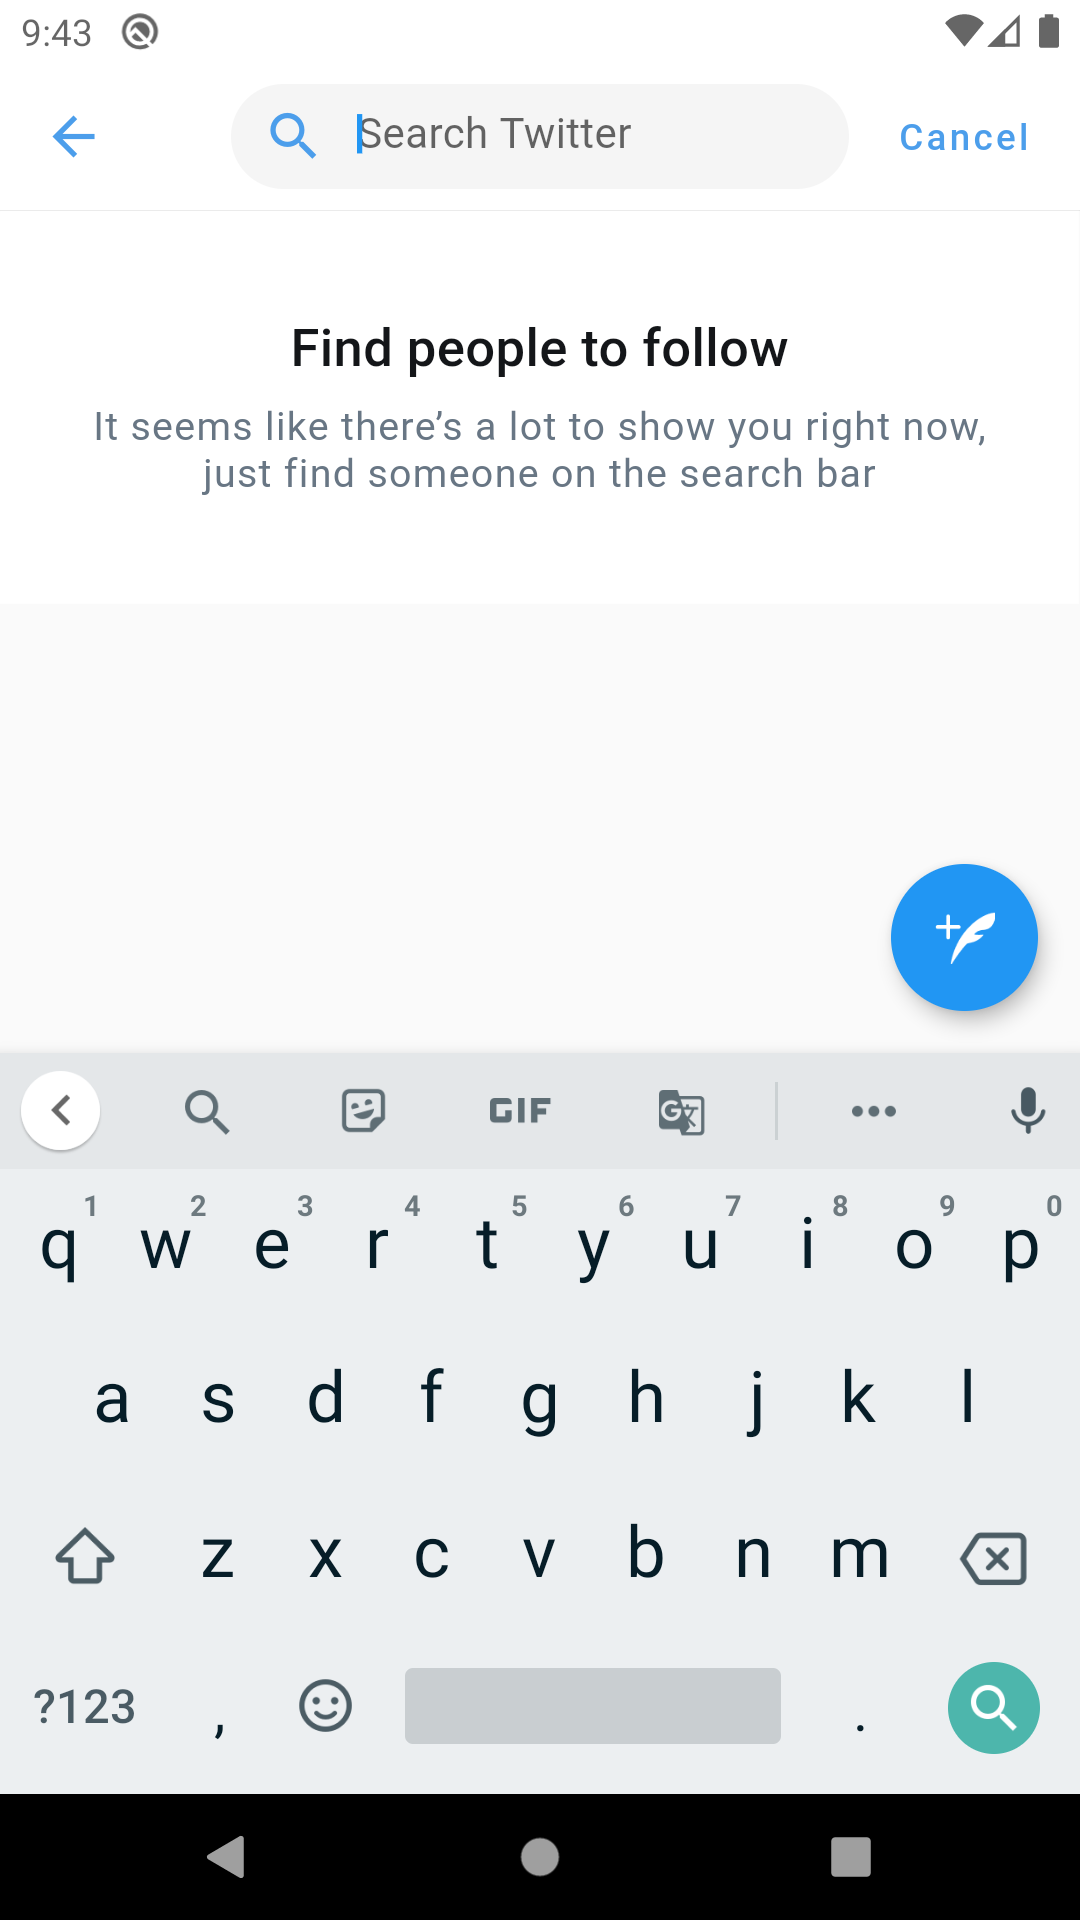 9:43
Search Twitter
Cancel
Find people to follow
It seems like there’s a lot to show you right now,
just find someone on the search bar
GIF
G
1 2 3 4 5 6 7 8 9 0
q w e r t y u i o p
a s d f g h j k l
z x c v b n m
?123 , .